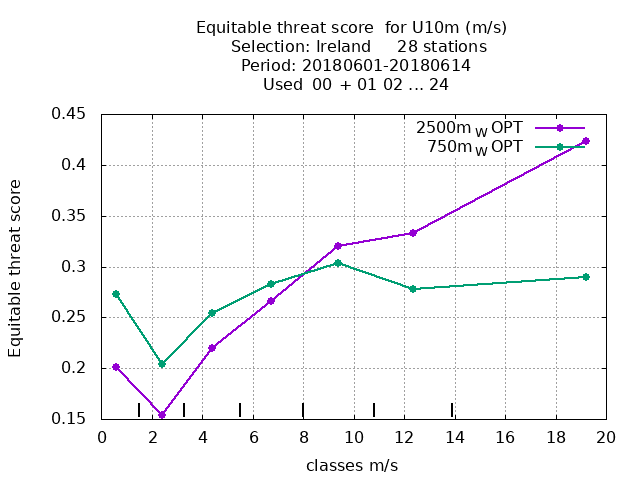 Equitable threat score for U10m (m/s)
Selection: Ireland 28 stations
Period: 20180601-20180614
Used 00 + 01 02 ... 24
0.45
2500m W OPT
750m W OPT
0.4
0.35
0.3
0.25
0.2
0.15
Equitable threat score
0 2 4 6 8 10 12 14 16 18 20
classes m/s